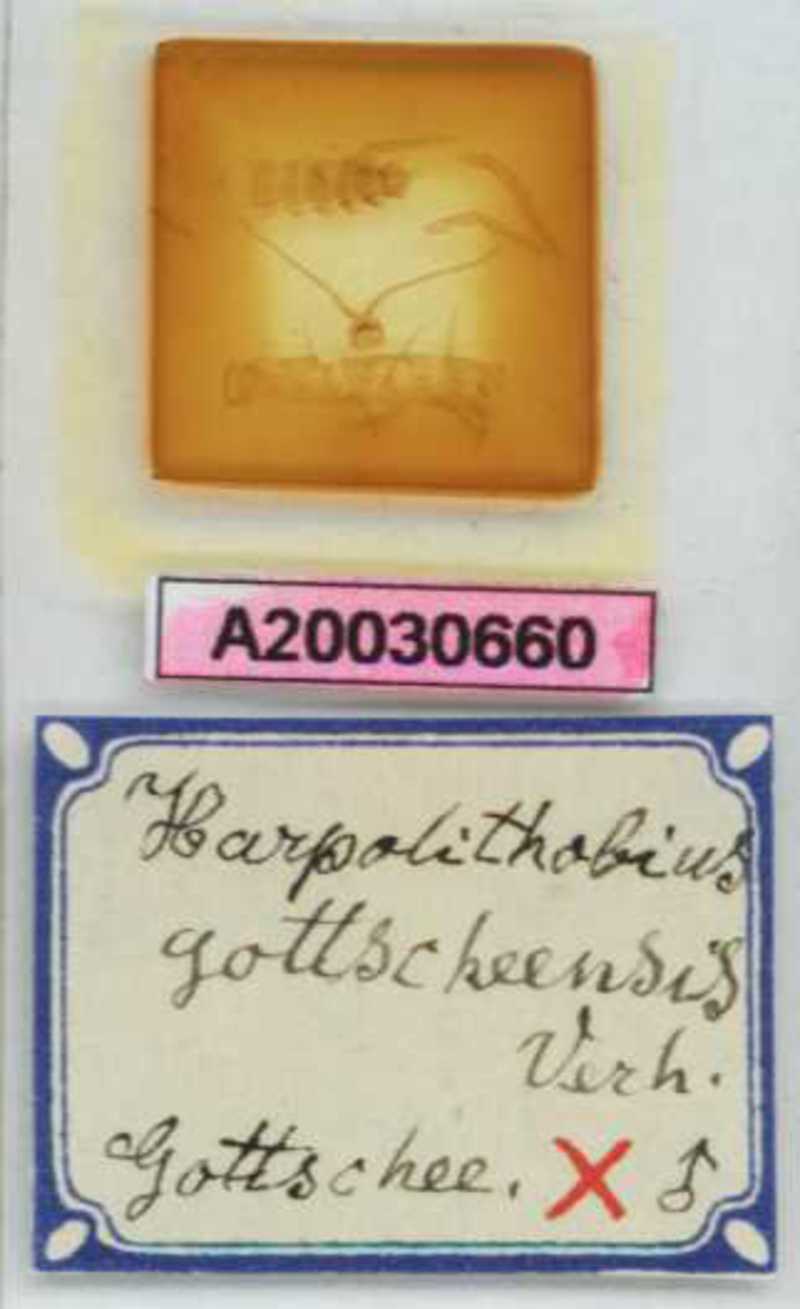 A20030660
Harpolithobius
gottscheensis
Verh.
Gottschee. X ♂